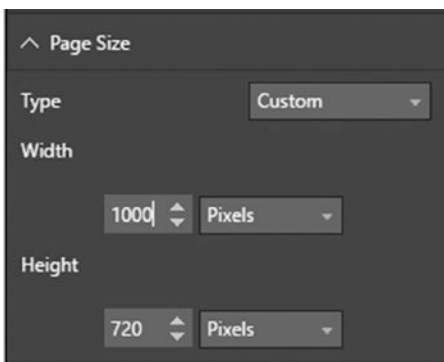 Page Size
Type Custom
Width
1000 Pixels
Height
720 Pixels